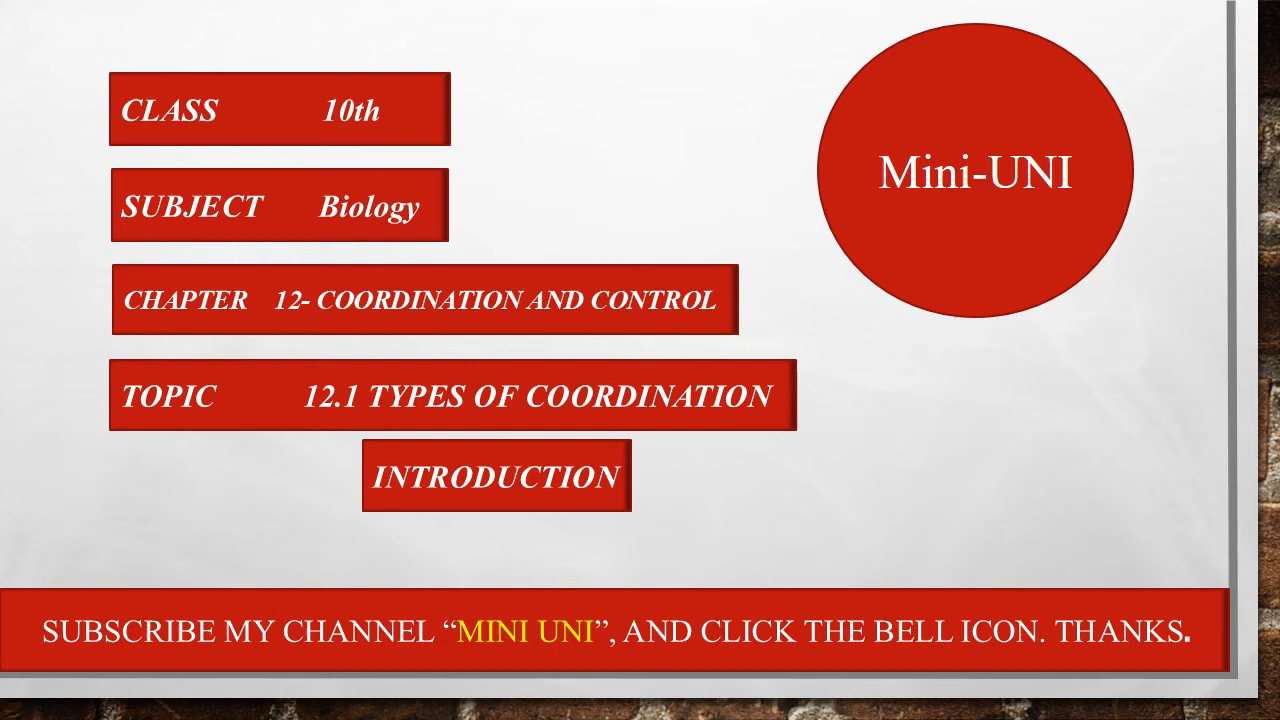 CLASS 10th
Mini-UNI
SUBJECT Biology
CHAPTER 12- COORDINATION AND CONTROL
TOPIC 12.1 TYPES OF COORDINATION
INTRODUCTION
SUBSCRIBE MY CHANNEL “MINI UNI”, AND CLICK THE BELL ICON. THANKS.